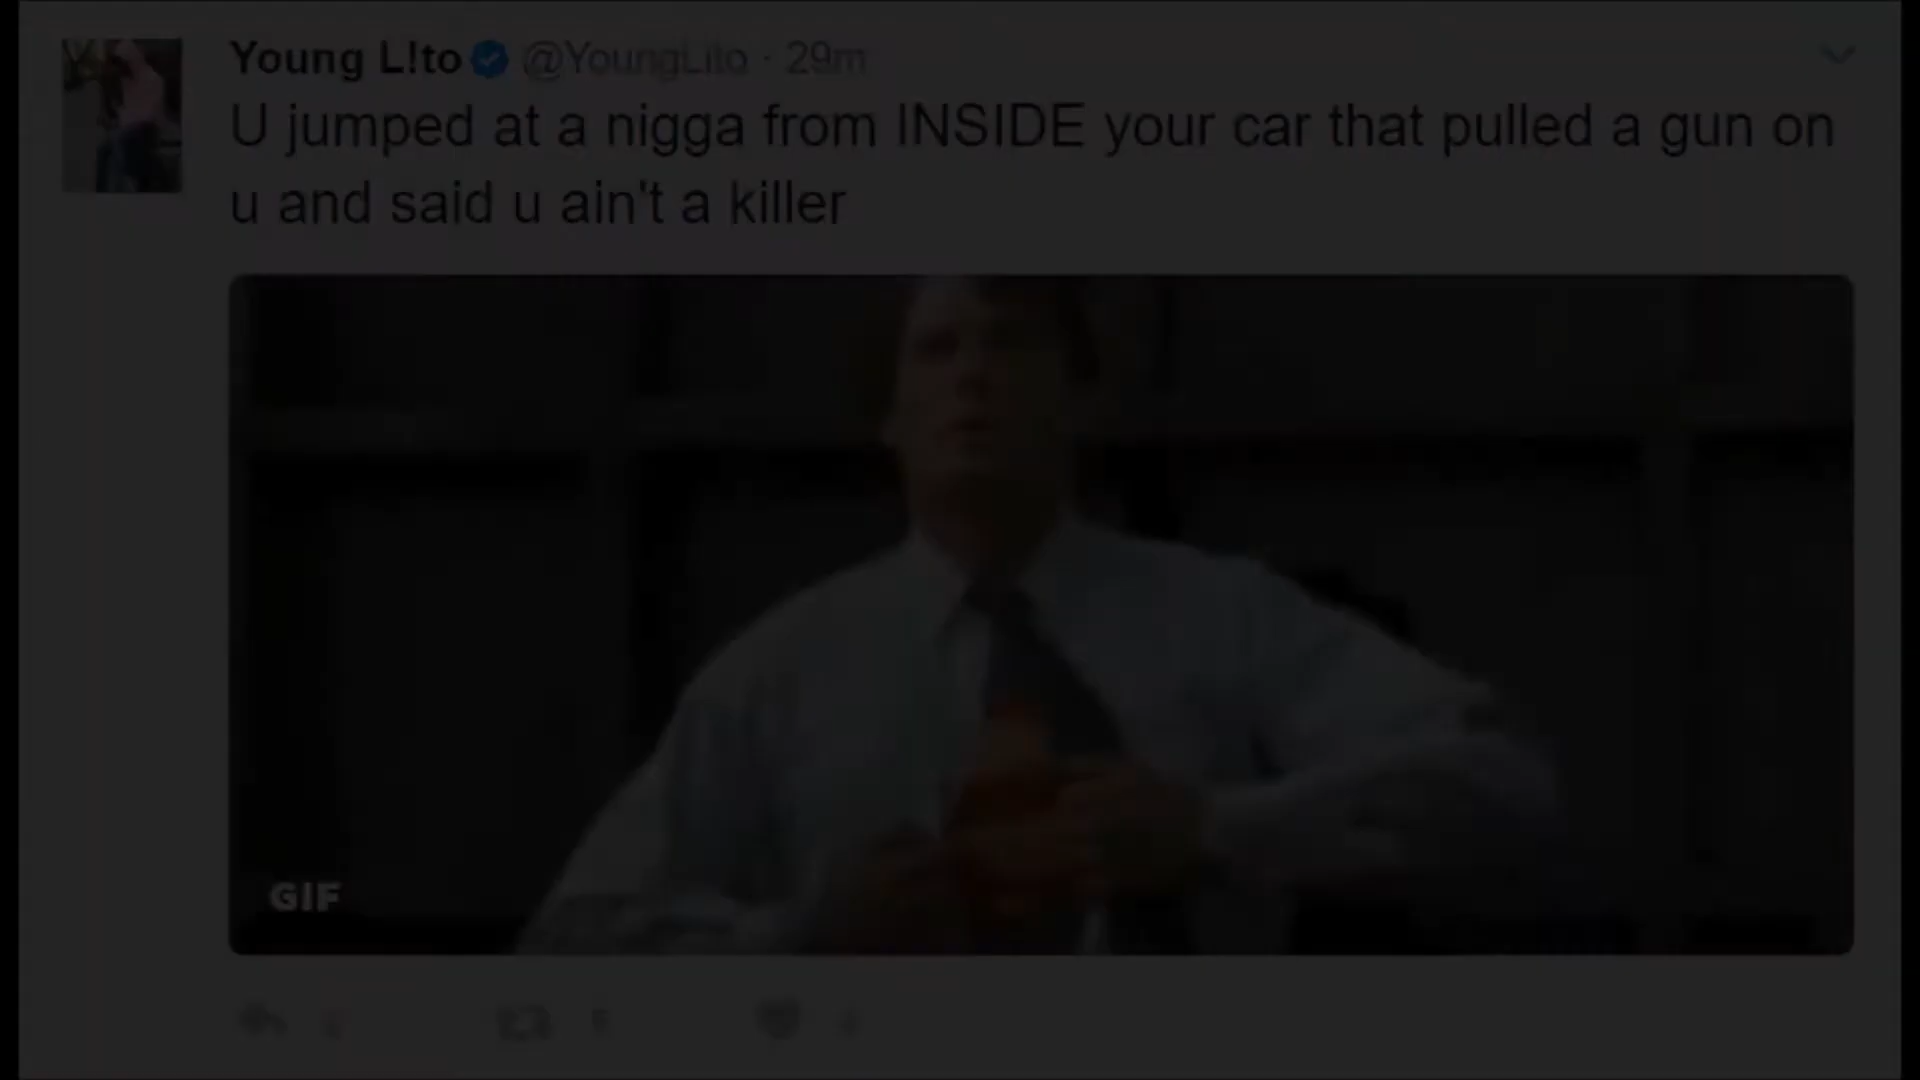 Young L!to @YoungLito · 29m
U jumped at a nigga from INSIDE your car that pulled a gun on
u and said u ain't a killer
GIF